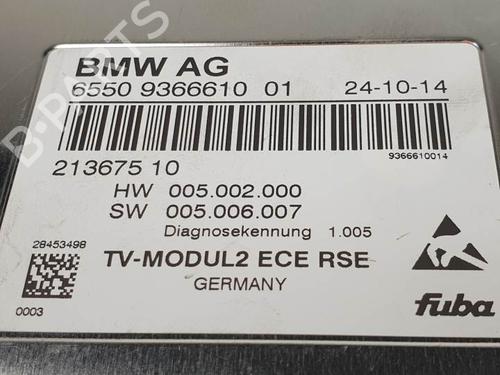 BMW AG
6550 9366610 01 24-10-14
9366610014
213675 10
HW 005.002.000
SW 005.006.007
Diagnosekennung 1.005
28453498
TV-MODUL2 ECE RSE
GERMANY
0003
fuba
B-PARTS